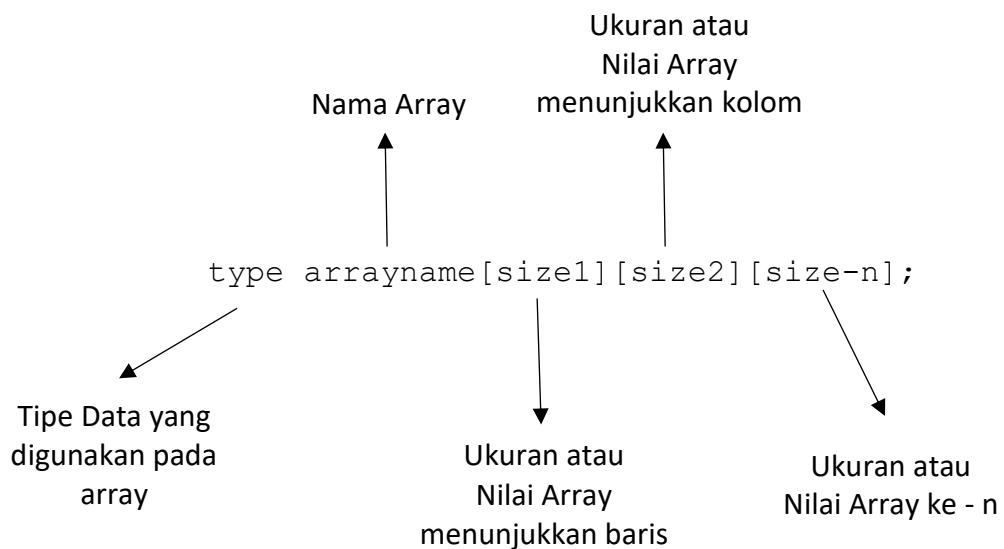 Ukuran atau
Nilai Array
menunjukkan kolom
Nama Array
type arrayname[size1][size2][size-n];
Tipe Data yang
digunakan pada
array
Ukuran atau
Nilai Array
menunjukkan baris
Ukuran atau
Nilai Array ke - n